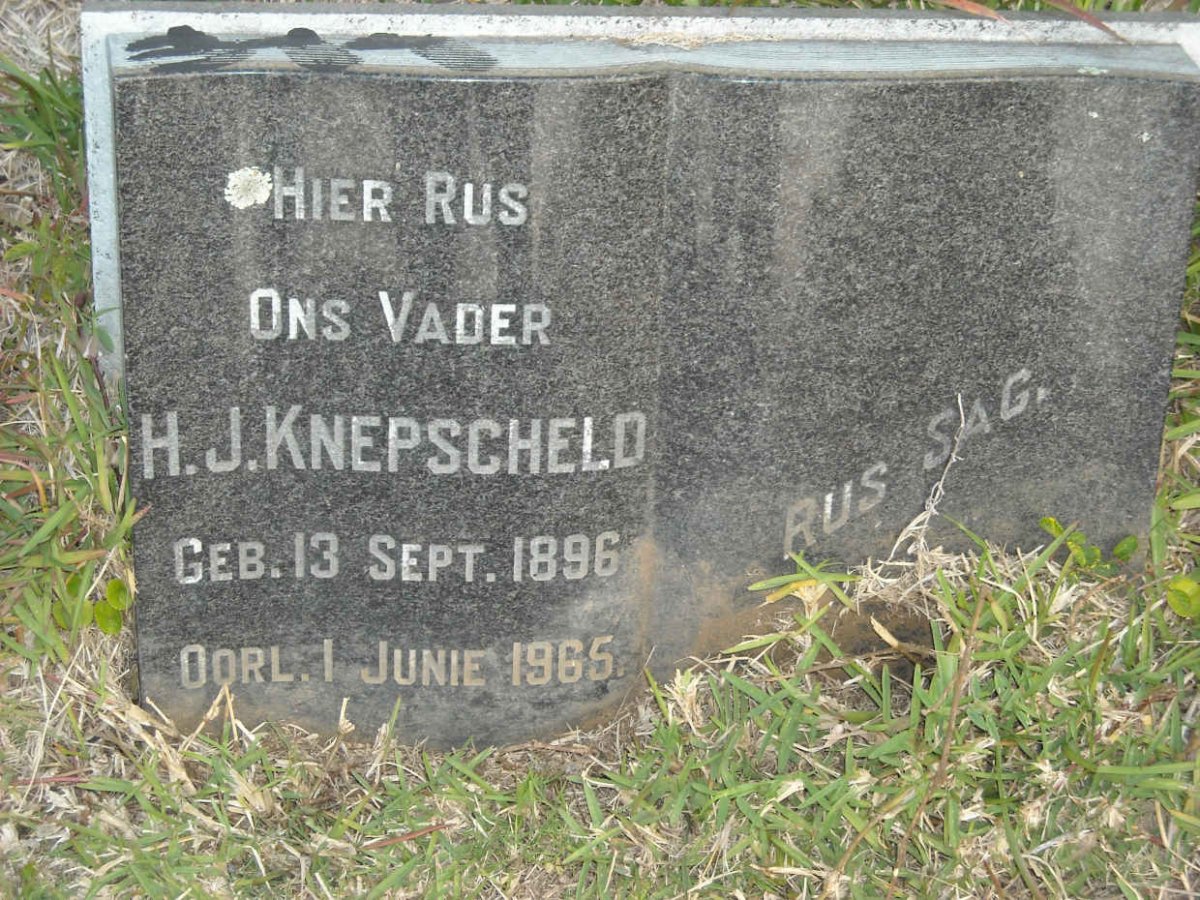 HIER RUS
ONS VADER
H.J.KNEPSCHELD
GEB.13 SEPT. 1896
OORL.1 JUNIE 1965.
RUS SAG.